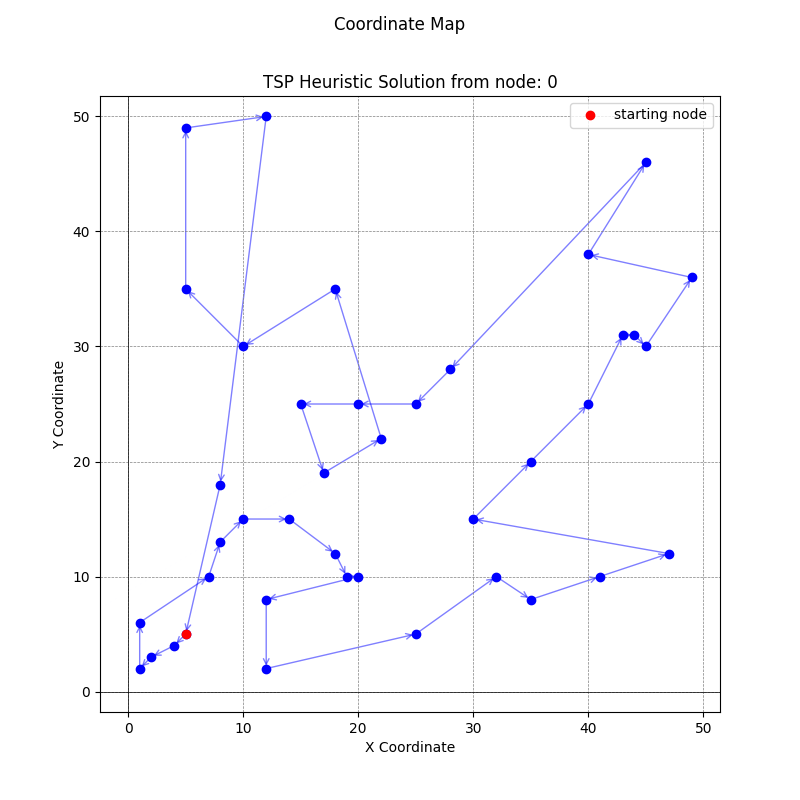 Coordinate Map
TSP Heuristic Solution from node: 0
starting node
50
40
30
20
10
0
Y Coordinate
0 10 20 30 40 50
X Coordinate